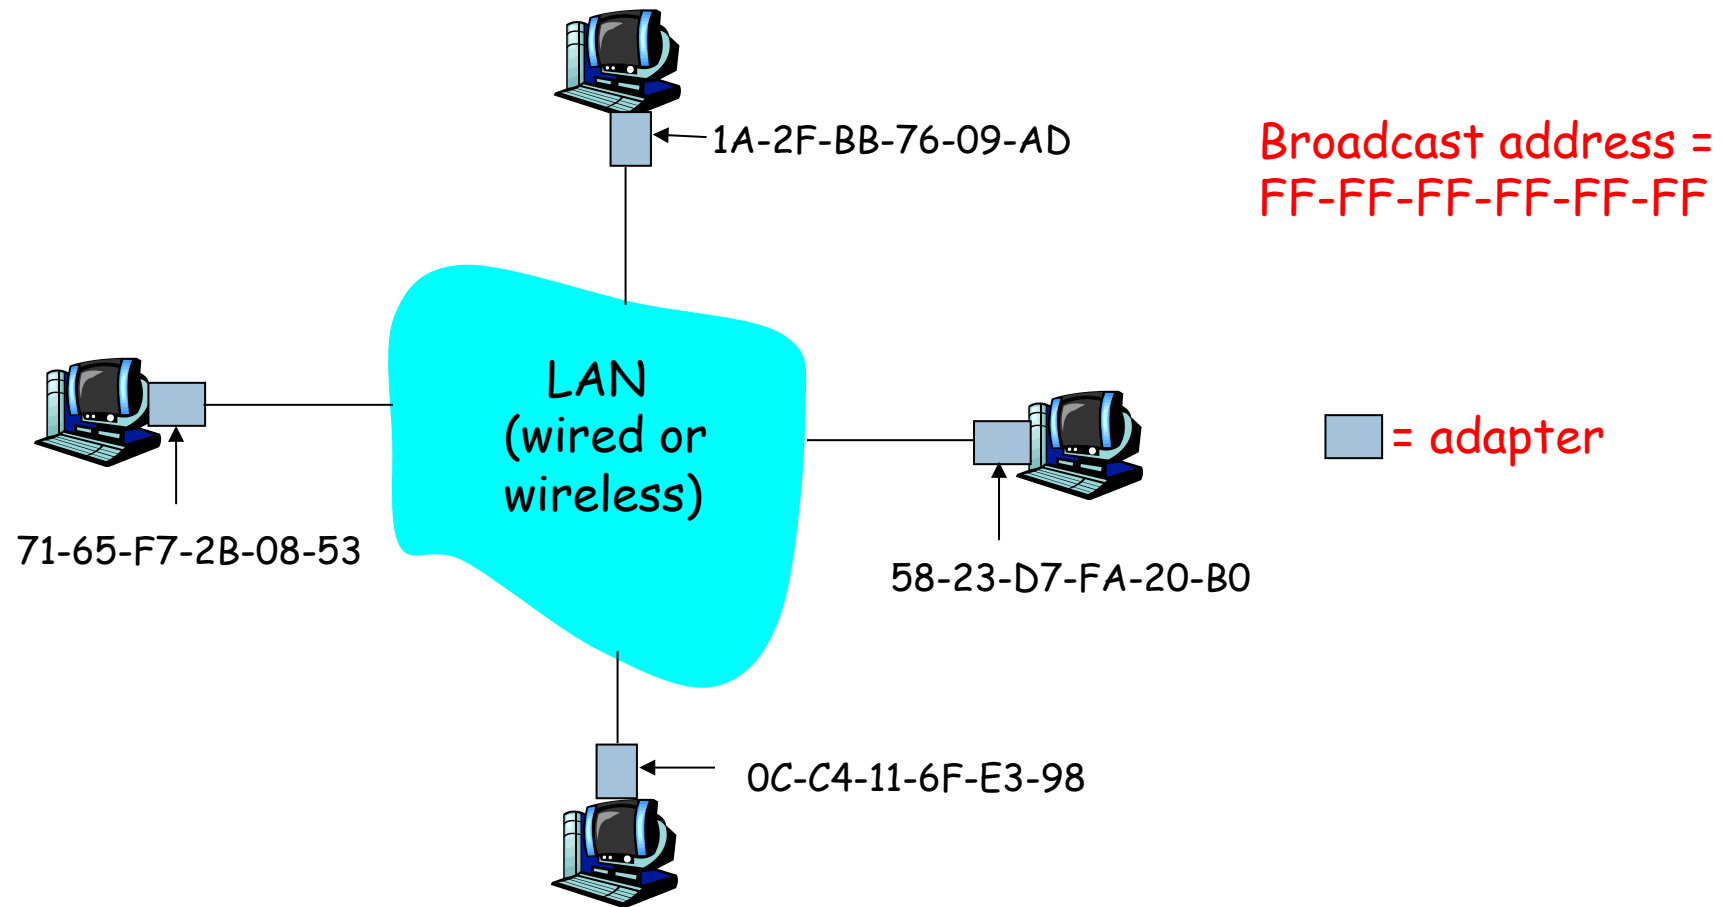 1A-2F-BB-76-09-AD
Broadcast address =
FF-FF-FF-FF-FF-FF
LAN
(wired or
wireless)
= adapter
71-65-F7-2B-08-53
58-23-D7-FA-20-B0
0C-C4-11-6F-E3-98